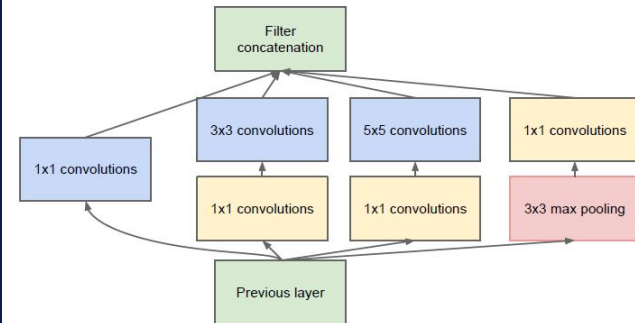 Filter
concatenation
3x3 convolutions
5x5 convolutions
1x1 convolutions
1x1 convolutions
1x1 convolutions
1x1 convolutions
3x3 max pooling
Previous layer